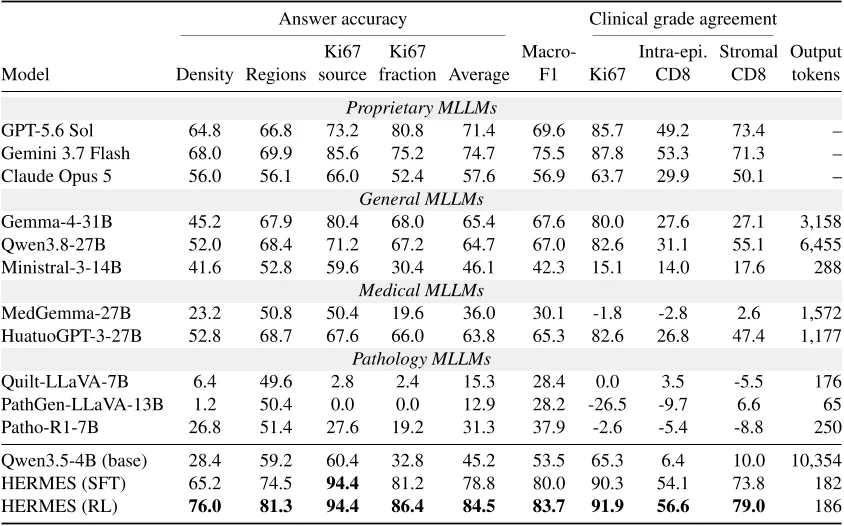 Answer accuracy Clinical grade agreement
Ki67 Ki67 Macro- Intra-epi. Stromal Output
Model Density Regions source fraction Average F1 Ki67 CD8 CD8 tokens
Proprietary MLLMs
GPT-5.6 Sol 64.8 66.8 73.2 80.8 71.4 69.6 85.7 49.2 73.4 –
Gemini 3.7 Flash 68.0 69.9 85.6 75.2 74.7 75.5 87.8 53.3 71.3 –
Claude Opus 5 56.0 56.1 66.0 52.4 57.6 56.9 63.7 29.9 50.1 –
General MLLMs
Gemma-4-31B 45.2 67.9 80.4 68.0 65.4 67.6 80.0 27.6 27.1 3,158
Qwen3.8-27B 52.0 68.4 71.2 67.2 64.7 67.0 82.6 31.1 55.1 6,455
Ministral-3-14B 41.6 52.8 59.6 30.4 46.1 42.3 15.1 14.0 17.6 288
Medical MLLMs
MedGemma-27B 23.2 50.8 50.4 19.6 36.0 30.1 -1.8 -2.8 2.6 1,572
HuatuoGPT-3-27B 52.8 68.7 67.6 66.0 63.8 65.3 82.6 26.8 47.4 1,177
Pathology MLLMs
Quilt-LLaVA-7B 6.4 49.6 2.8 2.4 15.3 28.4 0.0 3.5 -5.5 176
PathGen-LLaVA-13B 1.2 50.4 0.0 0.0 12.9 28.2 -26.5 -9.7 6.6 65
Patho-R1-7B 26.8 51.4 27.6 19.2 31.3 37.9 -2.6 -5.4 -8.8 250
Qwen3.5-4B (base) 28.4 59.2 60.4 32.8 45.2 53.5 65.3 6.4 10.0 10,354
HERMES (SFT) 65.2 74.5 94.4 81.2 78.8 80.0 90.3 54.1 73.8 182
HERMES (RL) 76.0 81.3 94.4 86.4 84.5 83.7 91.9 56.6 79.0 186